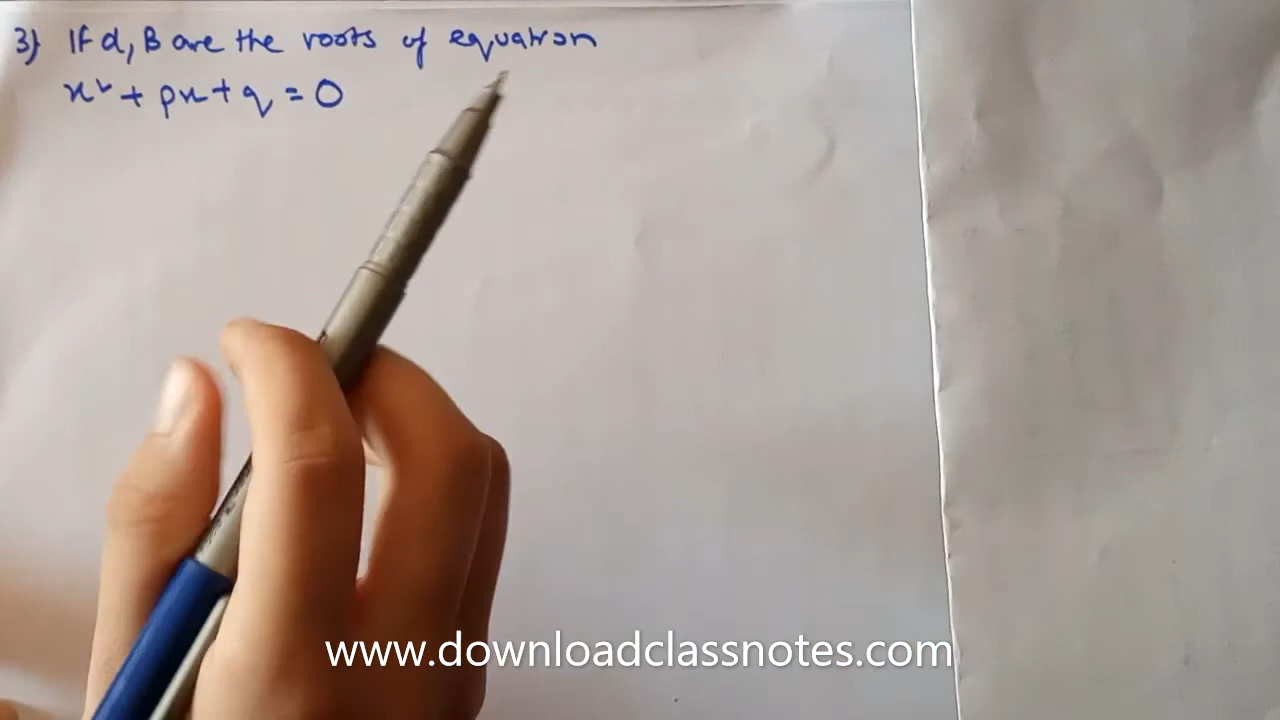 3) If α, β are the roots of equation
x² + px + q = 0
www.downloadclassnotes.com